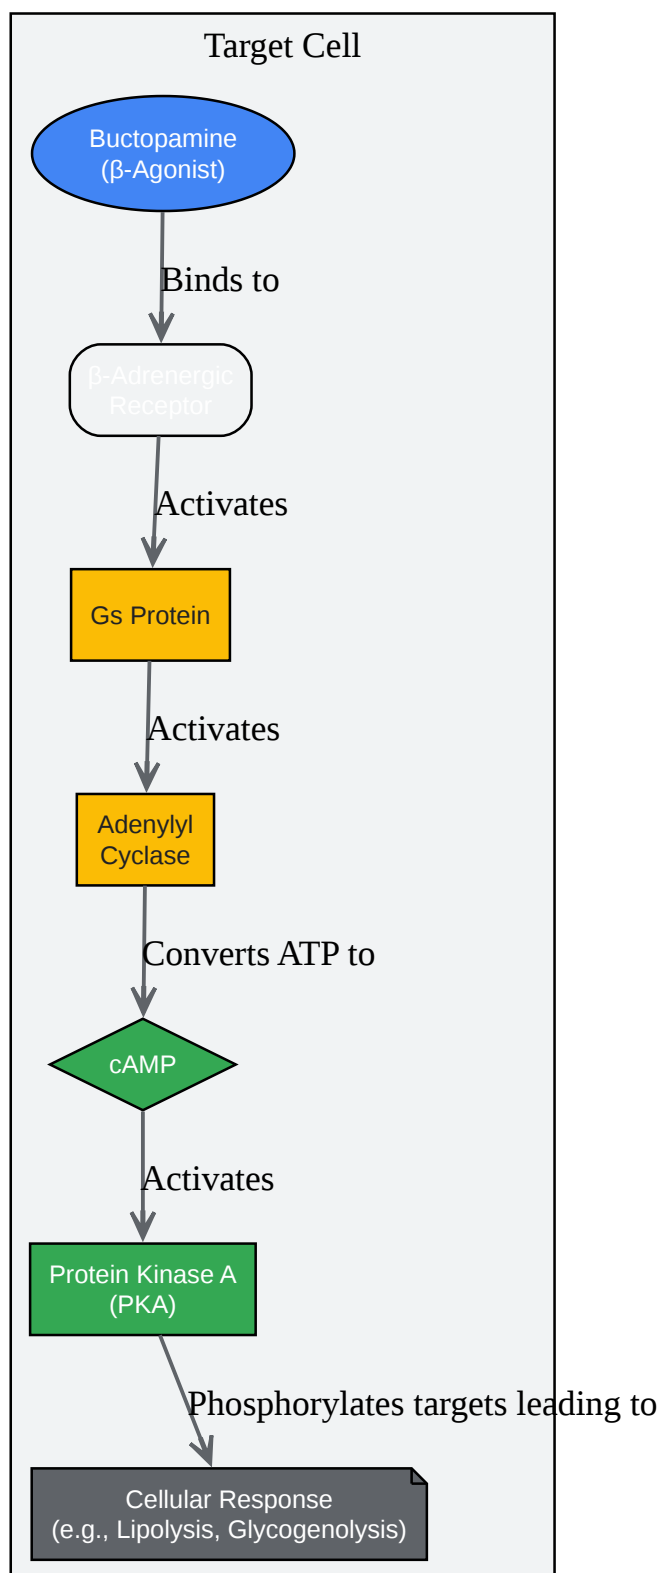 Target Cell
Buctopamine
(β-Agonist)
Binds to
β-Adrenergic
Receptor
Activates
Gs Protein
Activates
Adenylyl
Cyclase
Converts ATP to
cAMP
Activates
Protein Kinase A
(PKA)
Phosphorylates targets leading to
Cellular Response
(e.g., Lipolysis, Glycogenolysis)